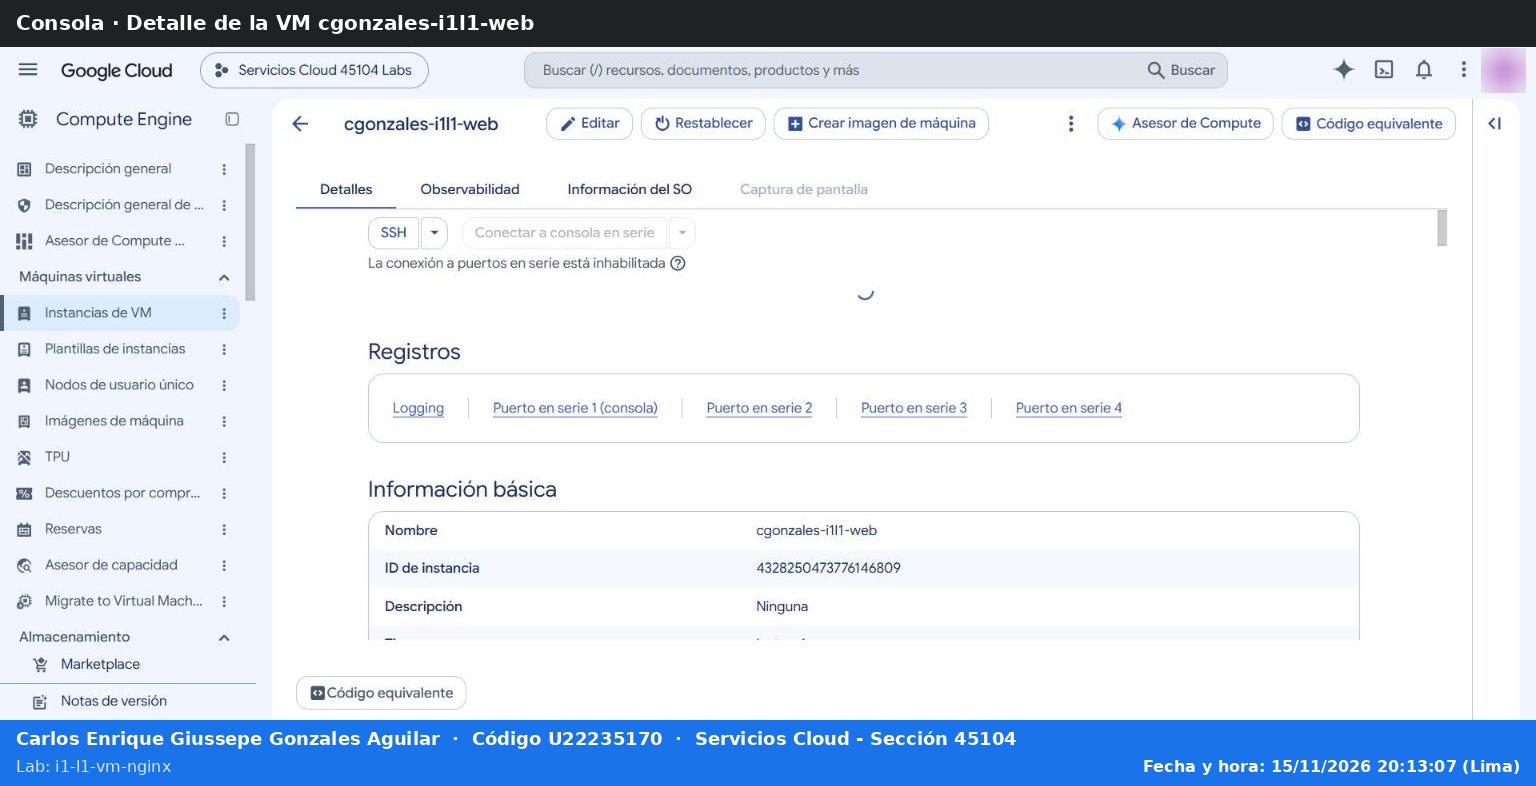 Consola · Detalle de la VM cgonzales-i1l1-web
Google Cloud
Servicios Cloud 45104 Labs
Buscar (/) recursos, documentos, productos y más
Buscar
Compute Engine
cgonzales-i1l1-web
Editar
Restablecer
Crear imagen de máquina
Asesor de Compute
Código equivalente
Descripción general
Descripción general de ...
Asesor de Compute ...
Máquinas virtuales
Instancias de VM
Plantillas de instancias
Nodos de usuario único
Imágenes de máquina
TPU
Descuentos por compr...
Reservas
Asesor de capacidad
Migrate to Virtual Mach...
Almacenamiento
Marketplace
Notas de versión
Detalles
Observabilidad
Información del SO
Captura de pantalla
SSH
Conectar a consola en serie
La conexión a puertos en serie está inhabilitada
Registros
Logging
Puerto en serie 1 (consola)
Puerto en serie 2
Puerto en serie 3
Puerto en serie 4
Información básica
Nombre cgonzales-i1l1-web
ID de instancia 4328250473776146809
Descripción Ninguna
Código equivalente
Carlos Enrique Giussepe Gonzales Aguilar · Código U22235170 · Servicios Cloud - Sección 45104
Lab: i1-l1-vm-nginx
Fecha y hora: 15/11/2026 20:13:07 (Lima)